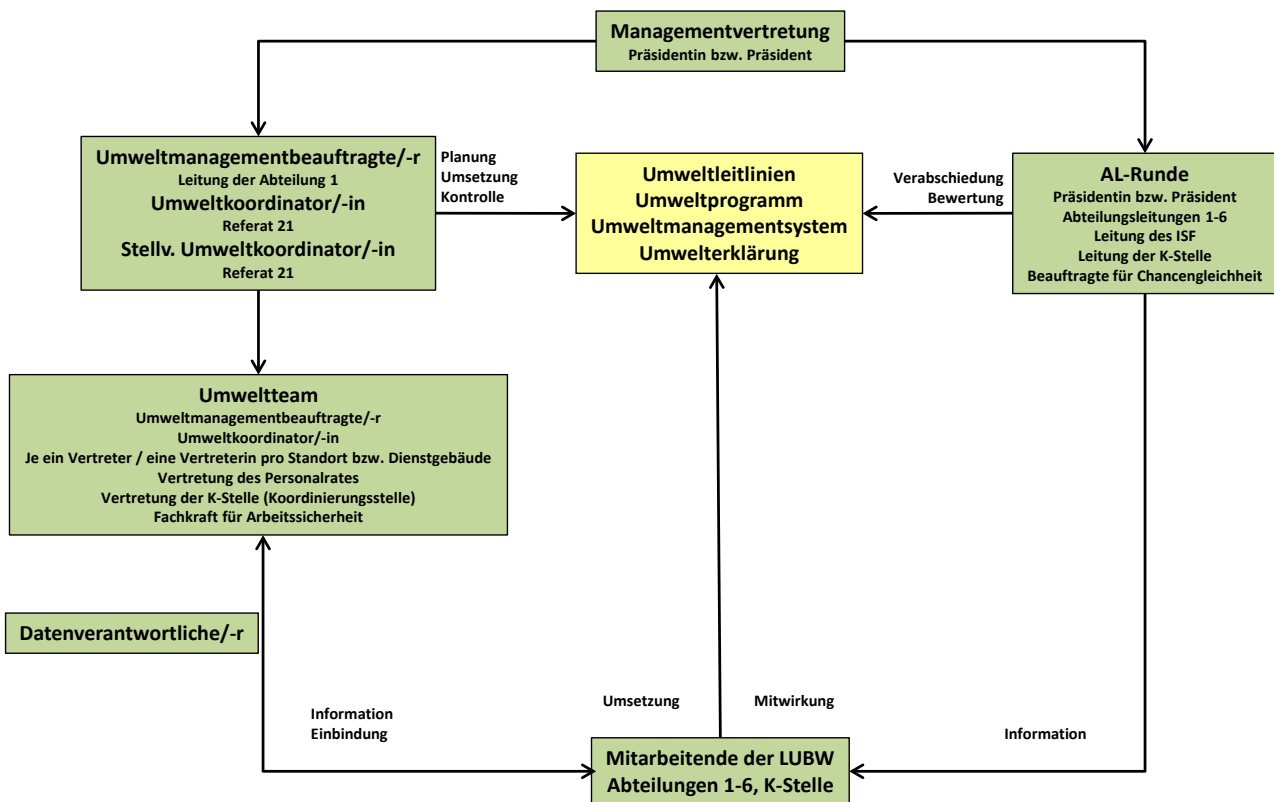 Managementvertretung
Präsidentin bzw. Präsident
Umweltmanagementbeauftragte/-r
Leitung der Abteilung 1
Umweltkoordinator/-in
Referat 21
Stellv. Umweltkoordinator/-in
Referat 21
Planung
Umsetzung
Kontrolle
Umweltleitlinien
Umweltprogramm
Umweltmanagementsystem
Umwelterklärung
Verabschiedung
Bewertung
AL-Runde
Präsidentin bzw. Präsident
Abteilungsleitungen 1-6
Leitung des ISF
Leitung der K-Stelle
Beauftragte für Chancengleichheit
Umweltteam
Umweltmanagementbeauftragte/-r
Umweltkoordinator/-in
Je ein Vertreter / eine Vertreterin pro Standort bzw. Dienstgebäude
Vertretung des Personalrates
Vertretung der K-Stelle (Koordinierungsstelle)
Fachkraft für Arbeitssicherheit
Datenverantwortliche/-r
Information
Einbindung
Umsetzung
Mitwirkung
Information
Mitarbeitende der LUBW
Abteilungen 1-6, K-Stelle